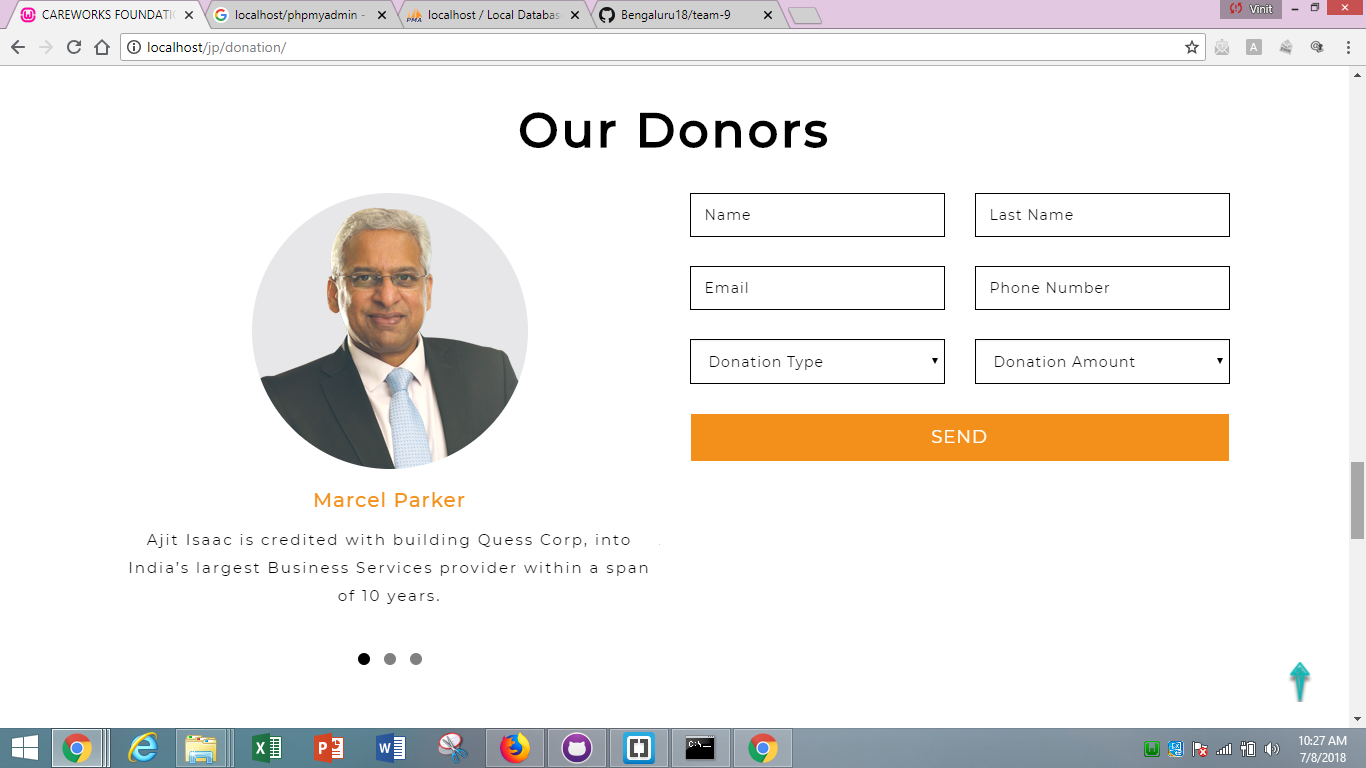 CAREWORKS FOUNDATIO
localhost/phpmyadmin -
PMA
localhost / Local Databas
Bengaluru18/team-9
Vinit
localhost/jp/donation/
Our Donors
Name
Last Name
Email
Phone Number
Donation Type
Donation Amount
SEND
Marcel Parker
Ajit Isaac is credited with building Quess Corp, into
India’s largest Business Services provider within a span
of 10 years.
10:27 AM
7/8/2018